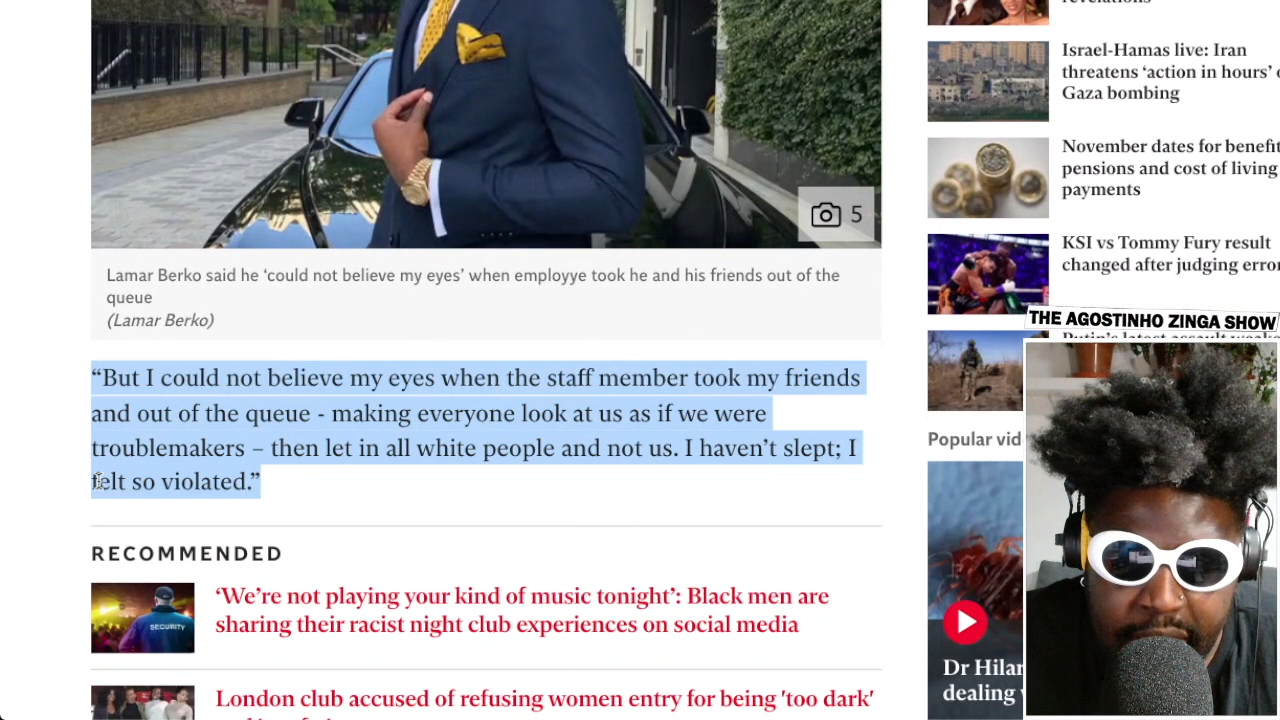 revelations
Israel-Hamas live: Iran
threatens ‘action in hours’
Gaza bombing
November dates for benefit
pensions and cost of living
payments
5
KSI vs Tommy Fury result
changed after judging error
Lamar Berko said he ‘could not believe my eyes’ when employye took he and his friends out of the
queue
(Lamar Berko)
THE AGOSTINHO ZINGA SHOW
“But I could not believe my eyes when the staff member took my friends
and out of the queue - making everyone look at us as if we were
troublemakers – then let in all white people and not us. I haven’t slept; I
felt so violated.”
Popular vid
RECOMMENDED
SECURITY
‘We’re not playing your kind of music tonight’: Black men are
sharing their racist night club experiences on social media
Dr Hilar
dealing
London club accused of refusing women entry for being 'too dark'